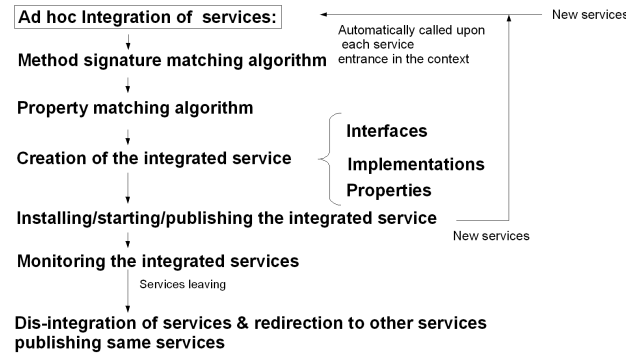 Ad hoc Integration of services:
New services
Automatically called upon
each service
entrance in the context
Method signature matching algorithm
Property matching algorithm
Creation of the integrated service
Interfaces
Implementations
Properties
Installing/starting/publishing the integrated service
New services
Monitoring the integrated services
Services leaving
Dis-integration of services & redirection to other services
publishing same services